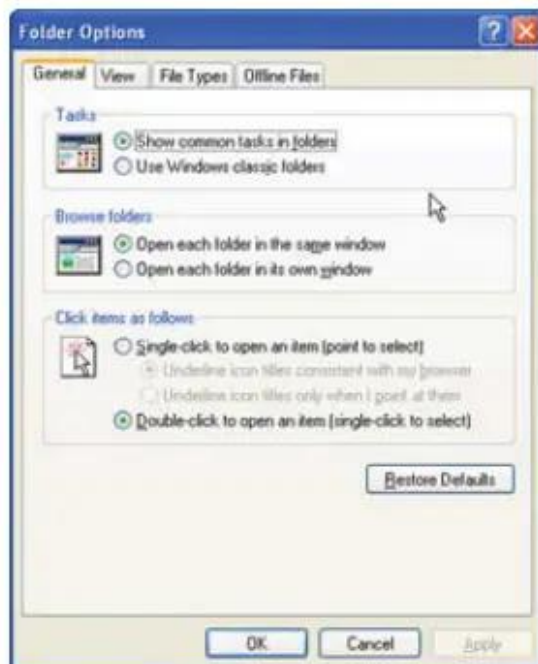 Folder Options
General View File Types Offline Files
Tasks
Show common tasks in folders
Use Windows classic folders
Browse folders
Open each folder in the same window
Open each folder in its own window
Click items as follows
Single-click to open an item (point to select)
Underline icon titles consistent with my browser
Underline icon titles only when I point at them
Double-click to open an item (single-click to select)
Restore Defaults
OK Cancel Apply